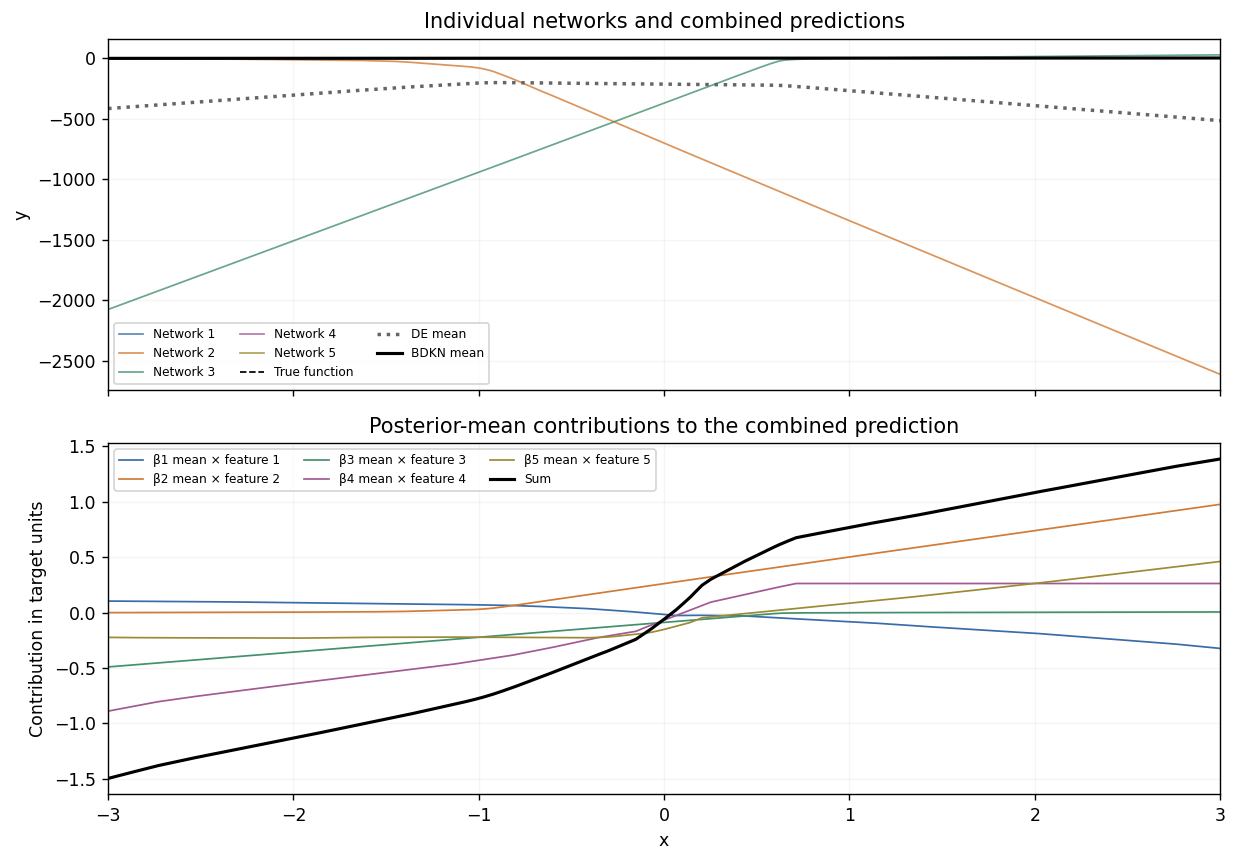 Individual networks and combined predictions
0
−500
−1000
−1500
−2000
−2500
y
Network 1
Network 2
Network 3
Network 4
Network 5
True function
DE mean
BDKN mean
Posterior-mean contributions to the combined prediction
1.5
1.0
0.5
0.0
−0.5
−1.0
−1.5
Contribution in target units
β1 mean × feature 1
β2 mean × feature 2
β3 mean × feature 3
β4 mean × feature 4
β5 mean × feature 5
Sum
−3
−2
−1
0
1
2
3
x